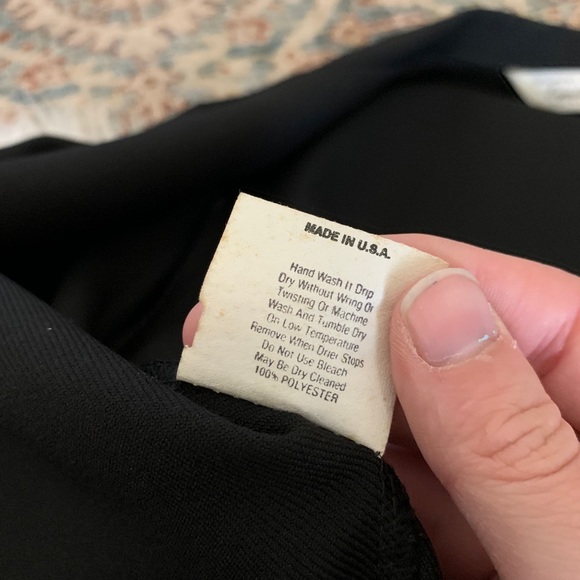 MADE IN U.S.A.
Hand Wash It Drip
Dry Without Wring Or
Twisting Or Machine
Wash And Tumble Dry
On Low Temperature
Remove When Drier Stops
Do Not Use Bleach
May Be Dry Cleaned
100% POLYESTER